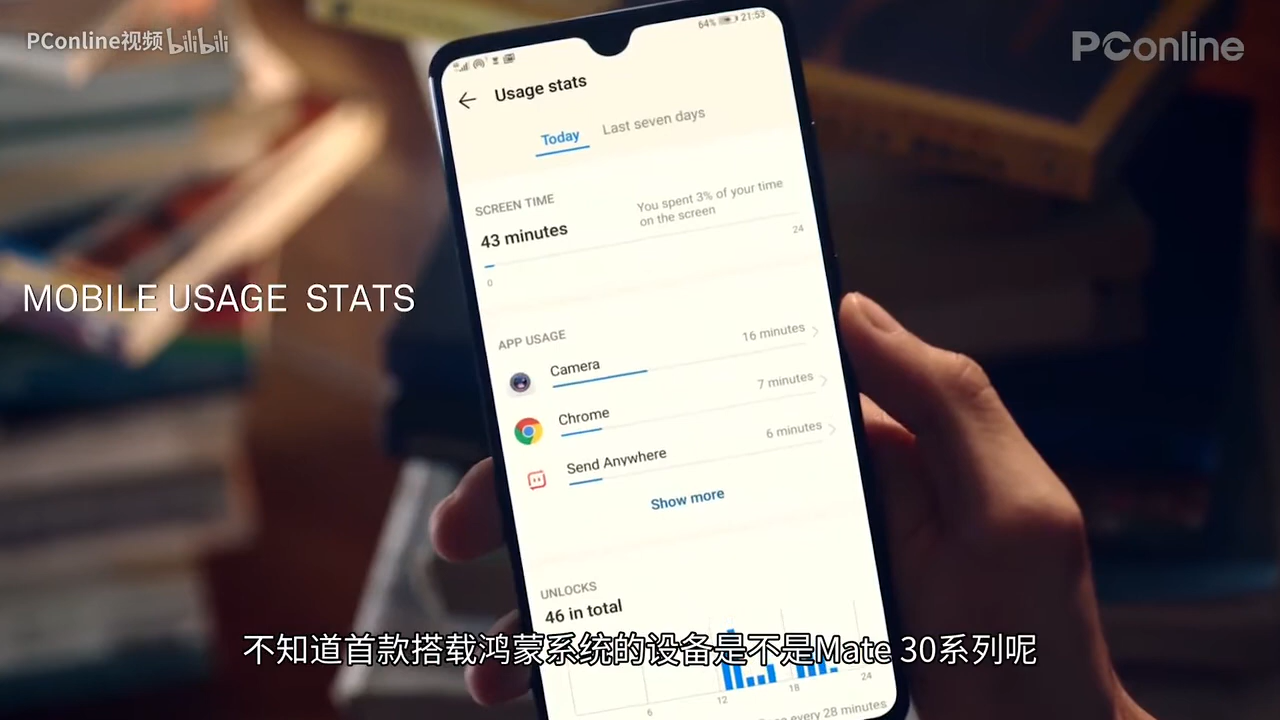 PConline视频 bilibili
PConline
64% 21:53
Usage stats
Today
Last seven days
SCREEN TIME
43 minutes
You spent 3% of your time
on the screen
0
24
MOBILE USAGE STATS
APP USAGE
Camera
16 minutes
Chrome
7 minutes
Send Anywhere
6 minutes
Show more
UNLOCKS
46 in total
不知道首款搭载鸿蒙系统的设备是不是Mate 30系列呢
6
12
18
24
every 28 minutes